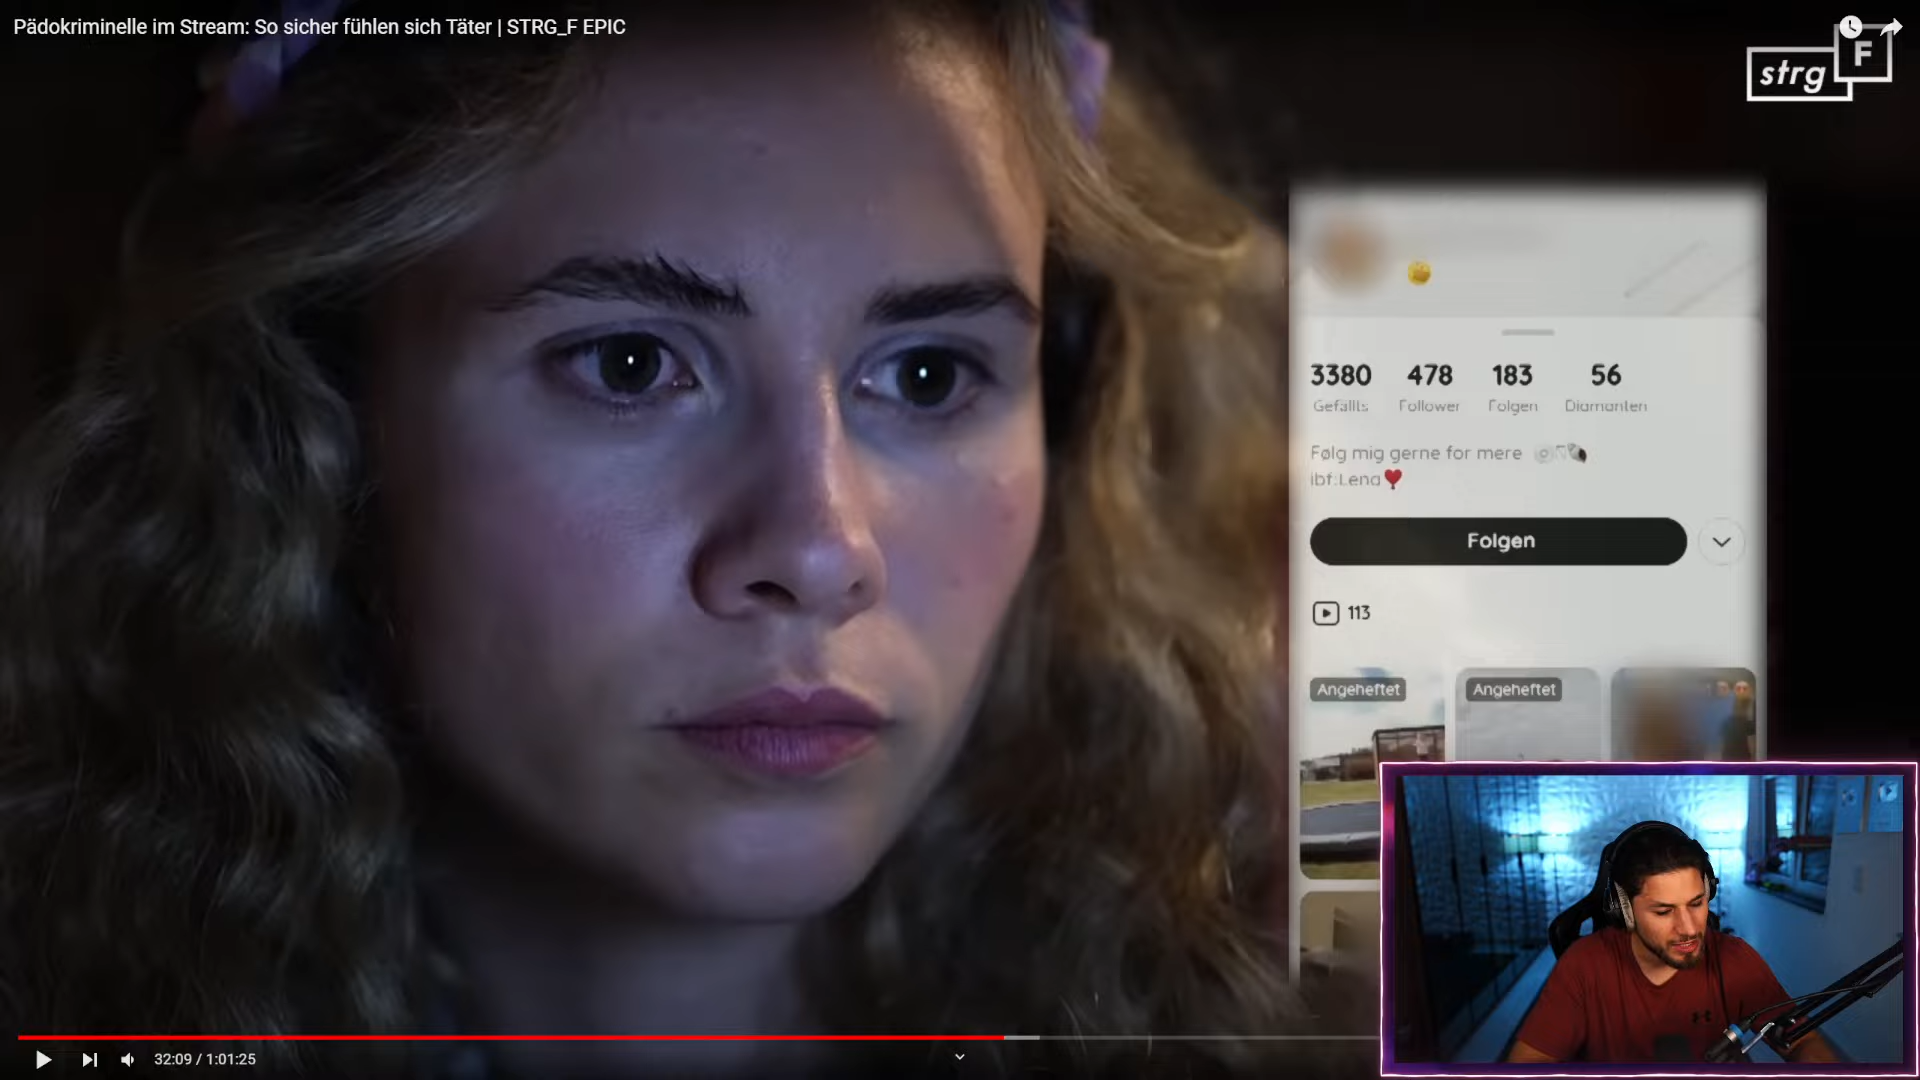 Pädokriminelle im Stream: So sicher fühlen sich Täter | STRG_F EPIC
strg F
3380 478 183 56
Gefällts Follower Folgen Diamanten
Følg mig gerne for mere
ibf:Lena
Folgen
113
Angeheftet Angeheftet
32:09 / 1:01:25